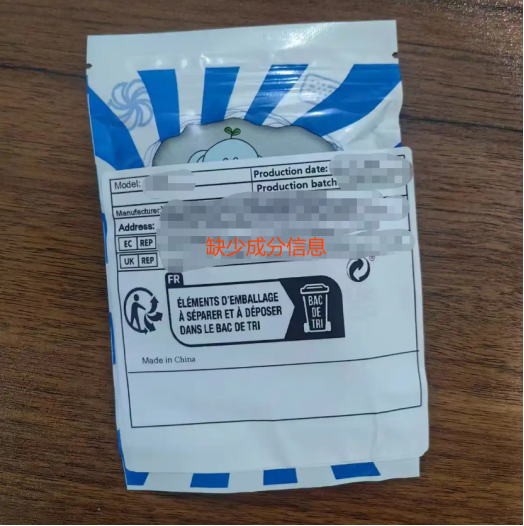 Model:
Production date:
Production batch
Manufacturer
Address:
EC REP
缺少成分信息
UK REP
FR
ÉLÉMENTS D'EMBALLAGE
À SÉPARER ET À DÉPOSER
DANS LE BAC DE TRI
BAC
DE
TRI
Made in China